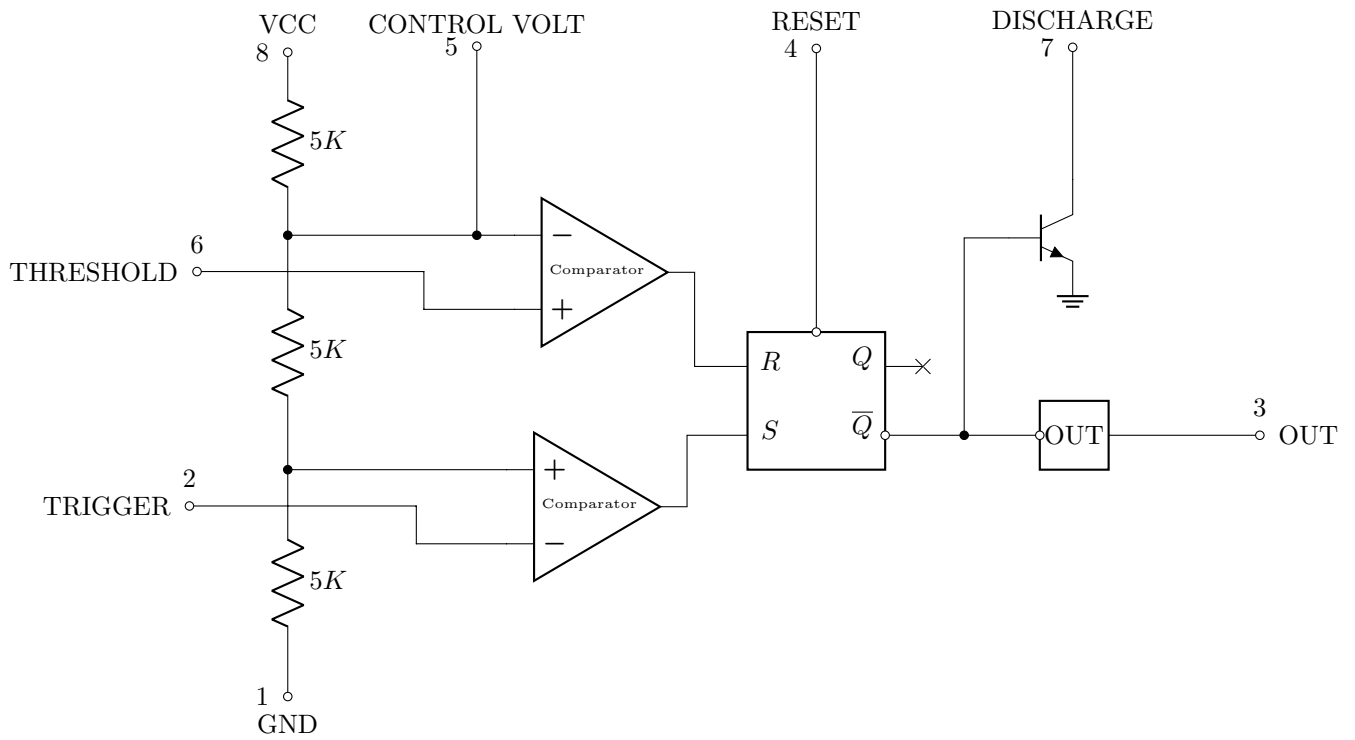 VCC
8
CONTROL VOLT
5
RESET
4
DISCHARGE
7
5K
6
THRESHOLD
−
Comparator
+
5K
R
Q
S
Q̅
OUT
3
OUT
2
TRIGGER
+
Comparator
−
5K
1
GND